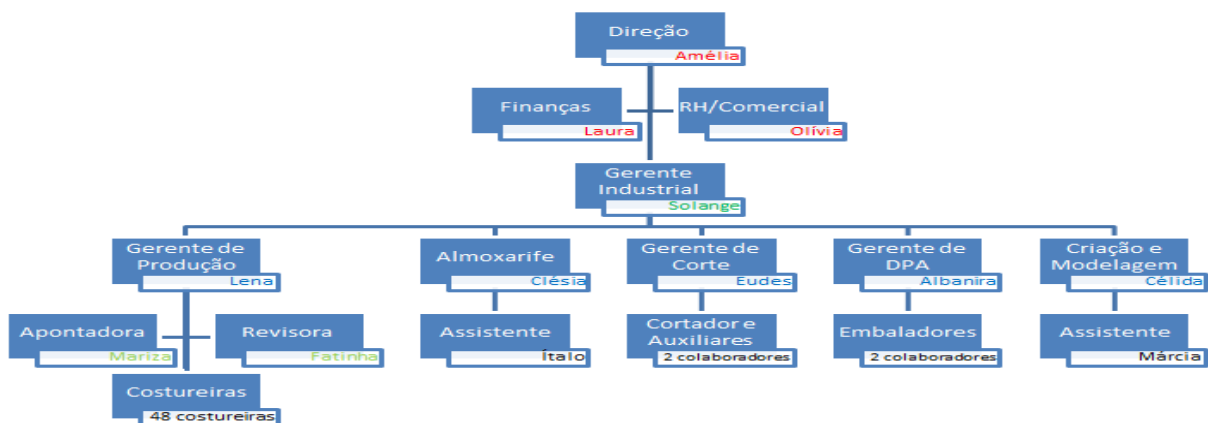 Direção
Amélia
Finanças
Laura
RH/Comercial
Olívia
Gerente
Industrial
Solange
Gerente de
Produção
Lena
Almoxarife
Clésia
Gerente de
Corte
Eudes
Gerente de
DPA
Albanira
Criação e
Modelagem
Célida
Apontadora
Mariza
Revisora
Fatinha
Assistente
Ítalo
Cortador e
Auxiliares
2 colaboradores
Embaladores
2 colaboradores
Assistente
Márcia
Costureiras
48 costureiras